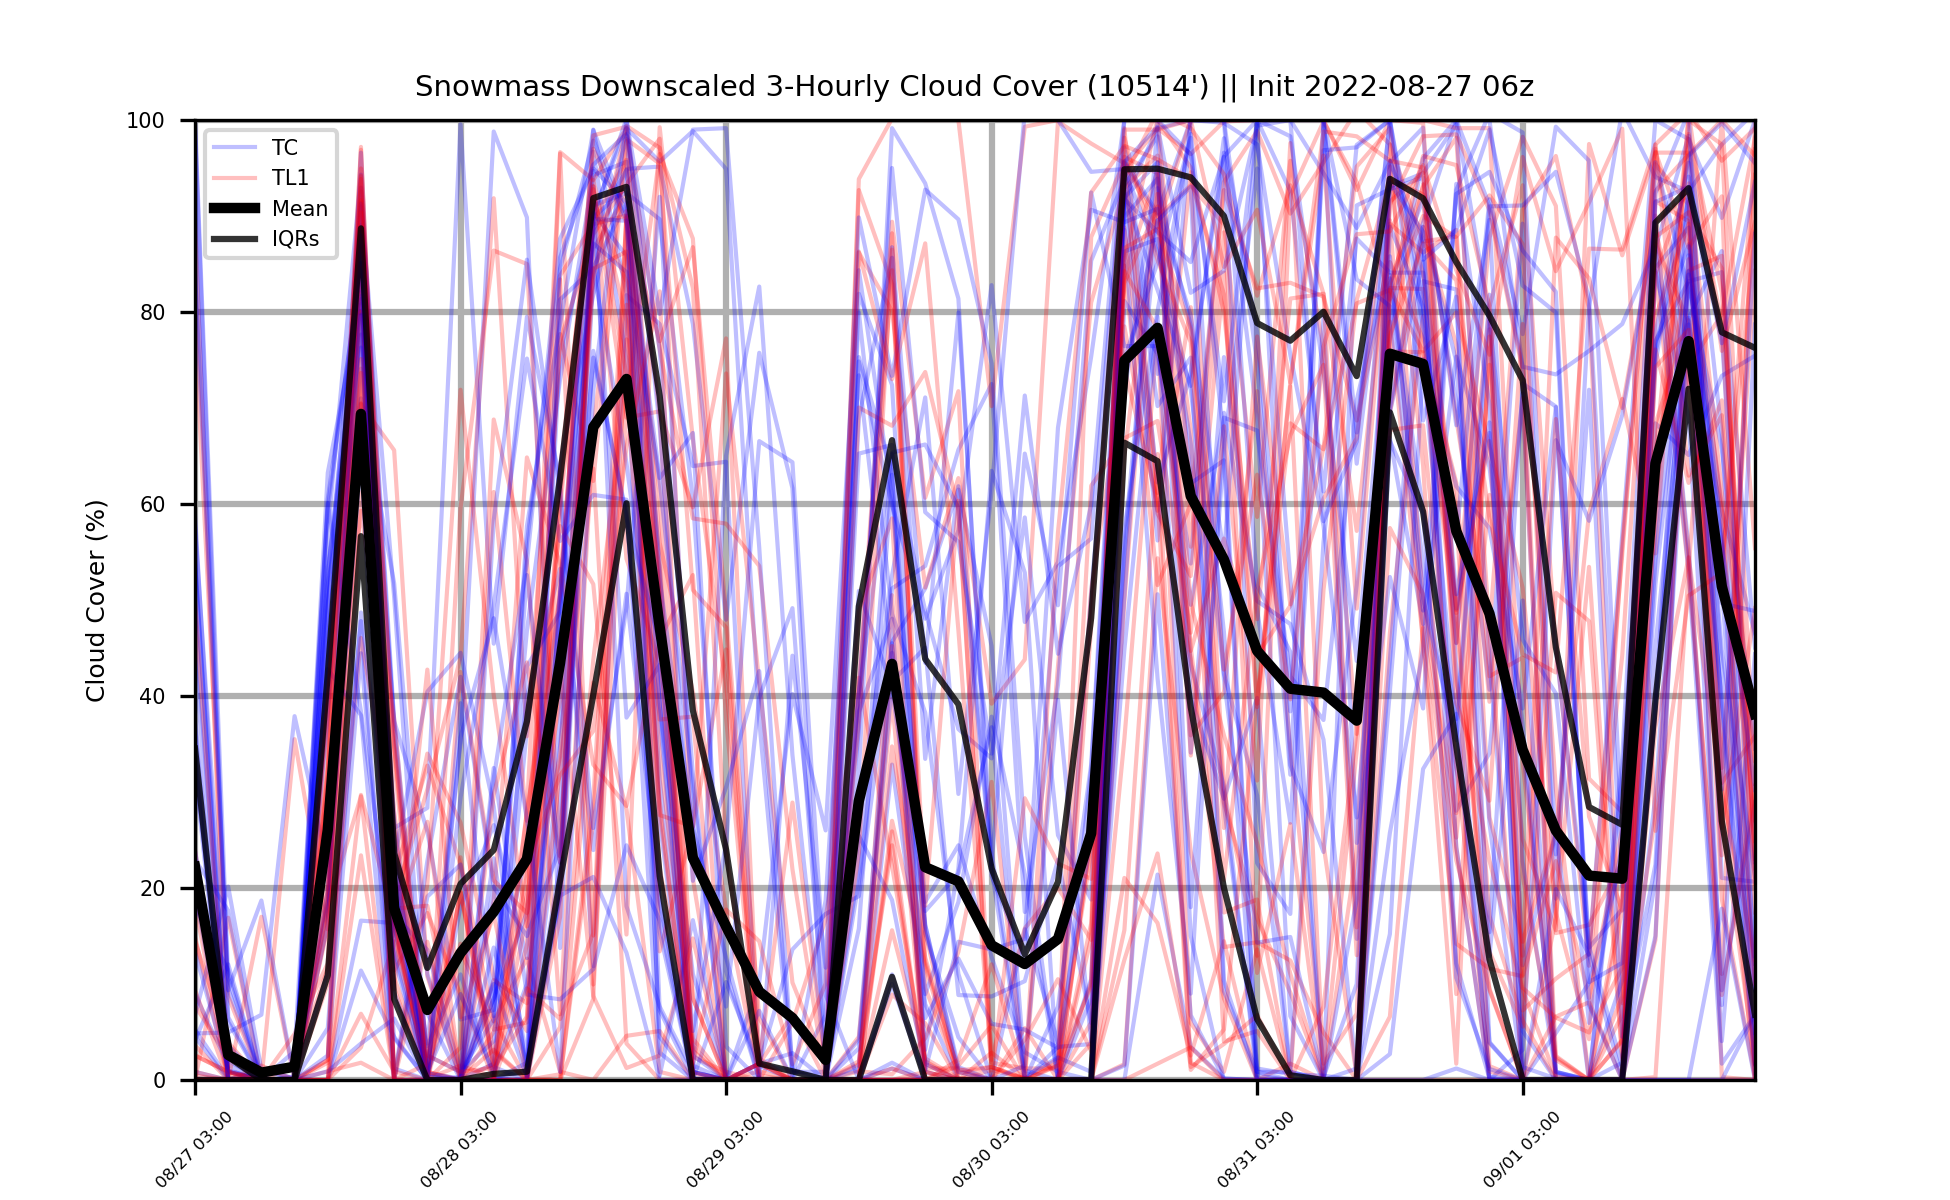 Snowmass Downscaled 3-Hourly Cloud Cover (10514') || Init 2022-08-27 06z
Cloud Cover (%)
100
80
60
40
20
0
TC
TL1
Mean
IQRs
08/27 03:00
08/28 03:00
08/29 03:00
08/30 03:00
08/31 03:00
09/01 03:00